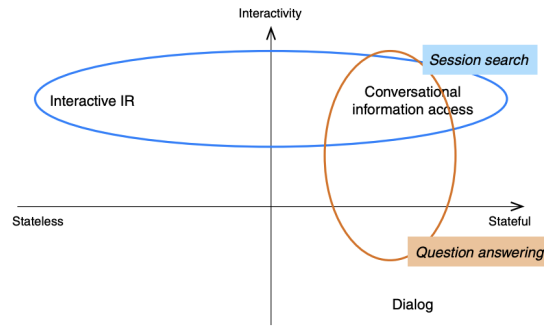 Interactivity
Session search
Interactive IR
Conversational
information access
Stateless
Stateful
Question answering
Dialog